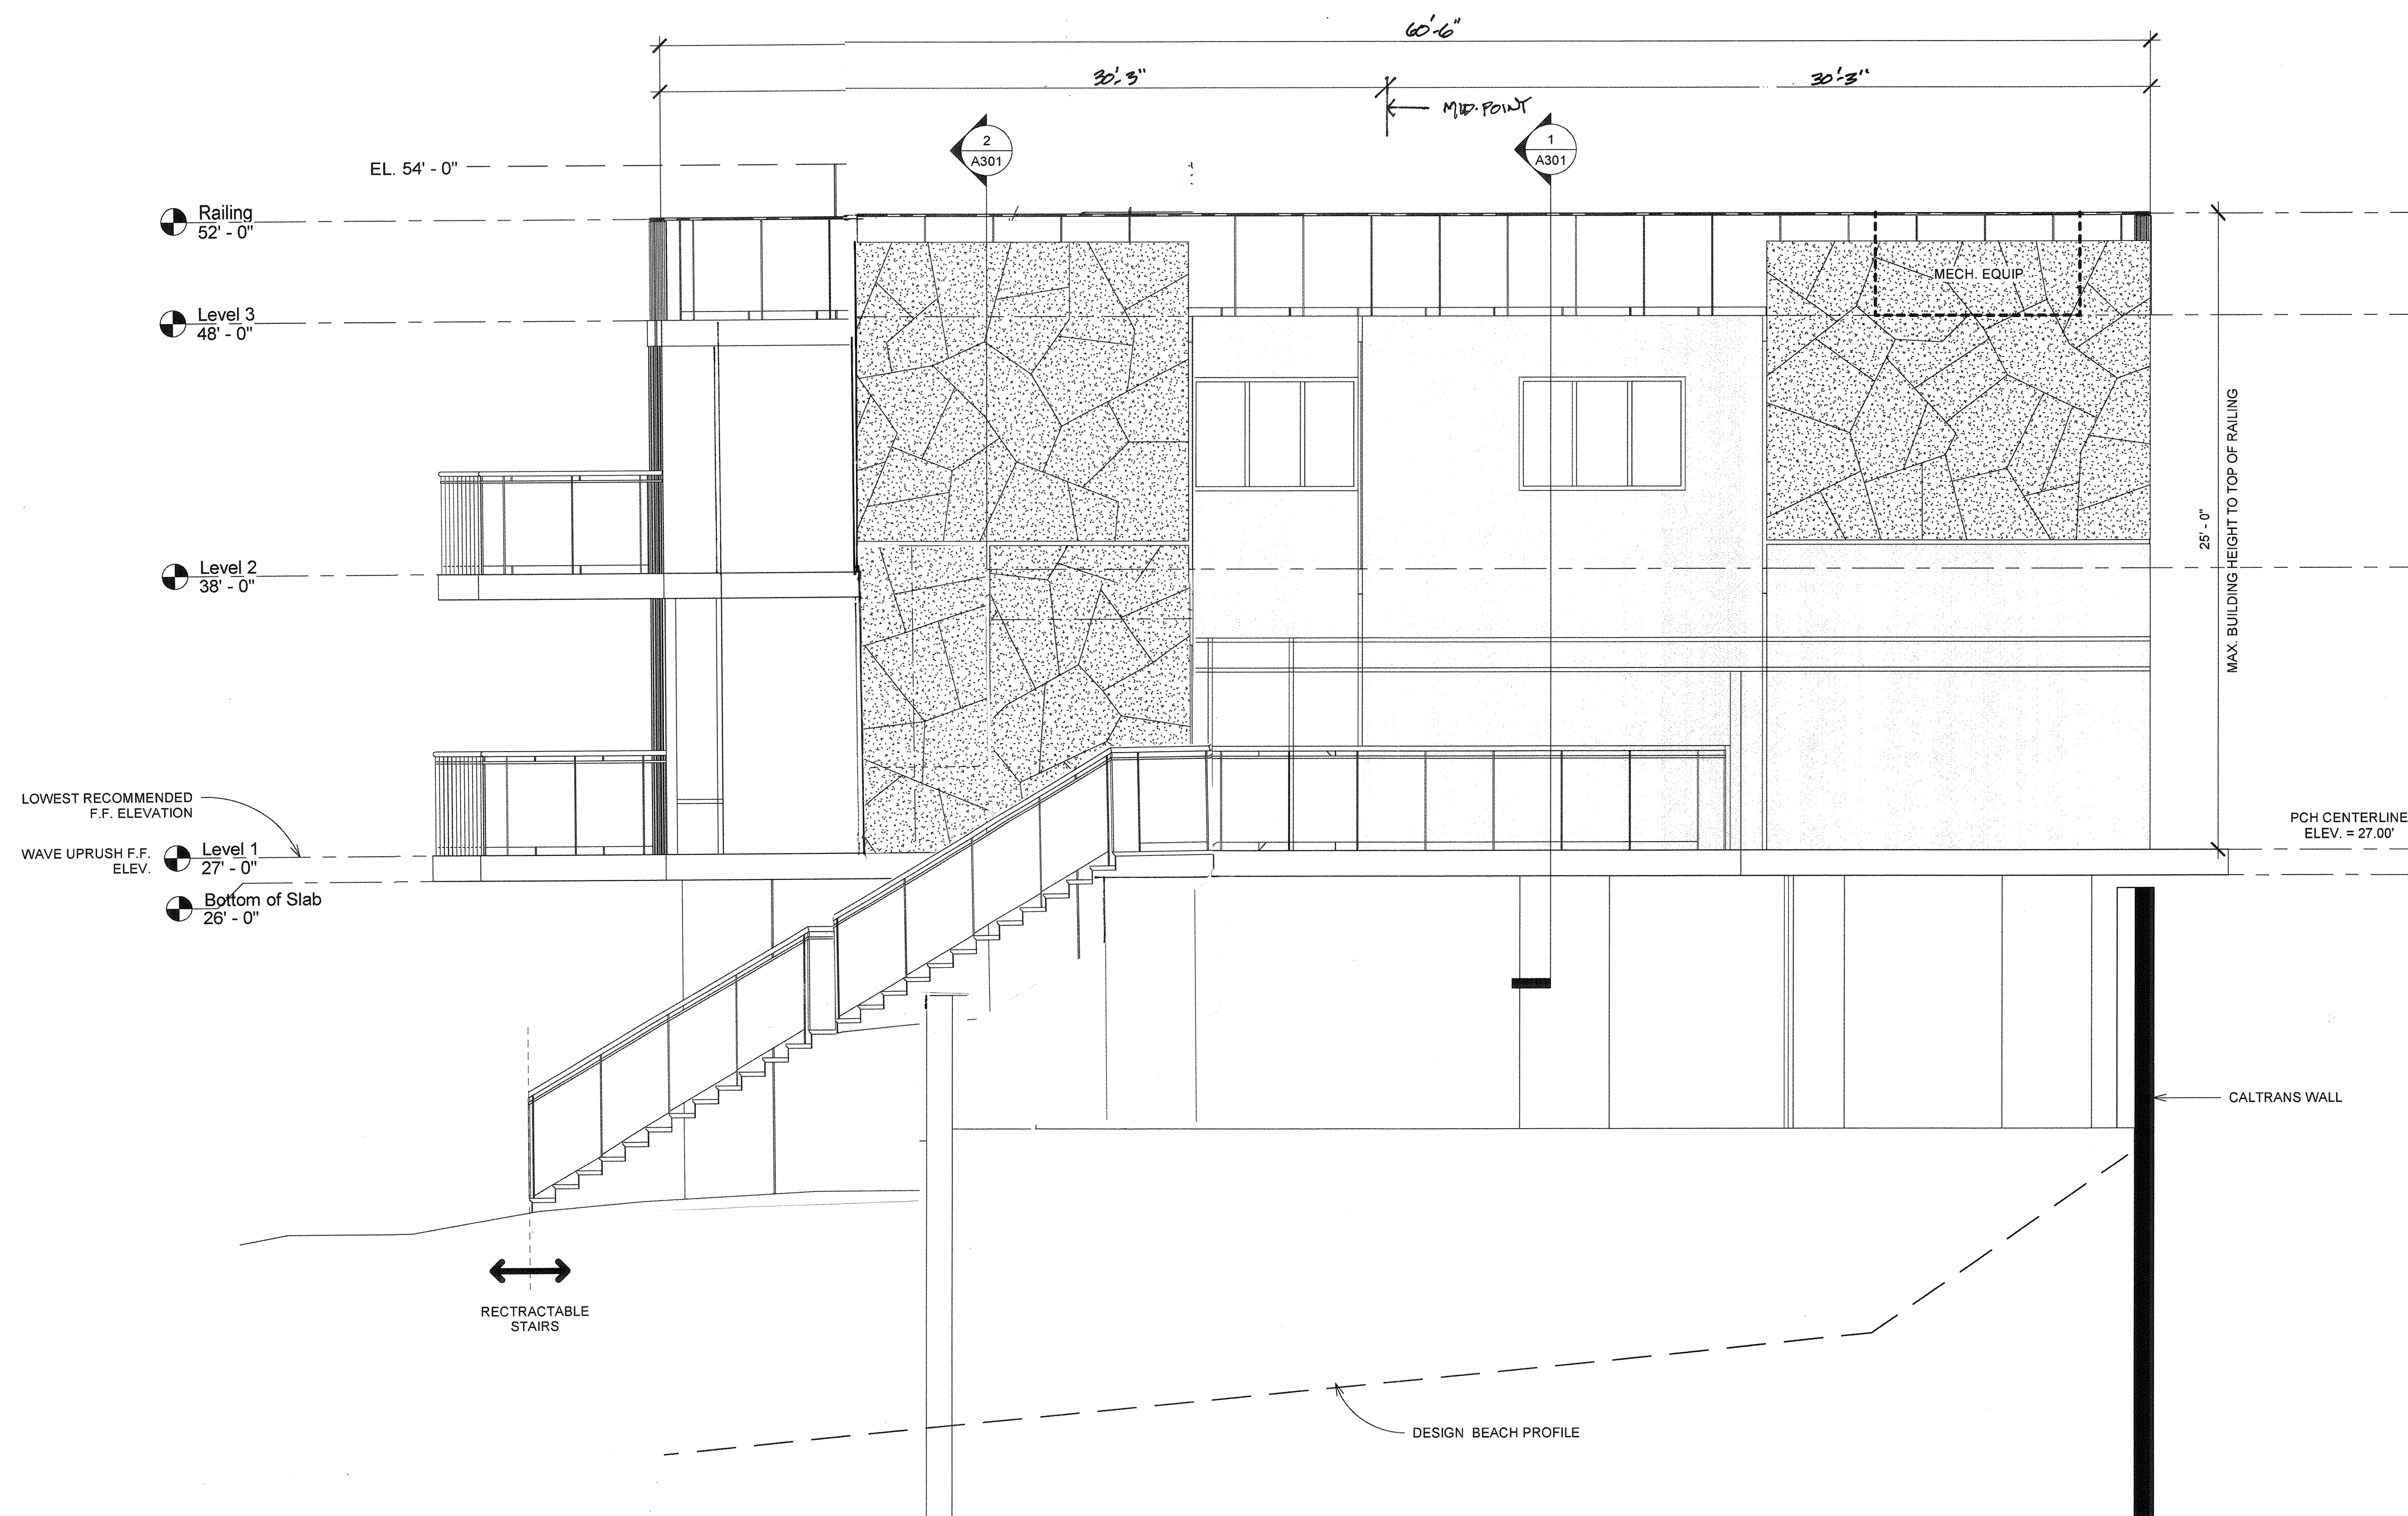 60'-6"
30'-3"
30'-3"
MID-POINT
2
A301
1
A301
EL. 54' - 0"
Railing
52' - 0"
Level 3
48' - 0"
MECH. EQUIP
Level 2
38' - 0"
25' - 0"
MAX. BUILDING HEIGHT TO TOP OF RAILING
LOWEST RECOMMENDED
F.F. ELEVATION
WAVE UPRUSH F.F.
ELEV.
Level 1
27' - 0"
Bottom of Slab
26' - 0"
PCH CENTERLINE
ELEV. = 27.00'
CALTRANS WALL
RECTRACTABLE
STAIRS
DESIGN BEACH PROFILE